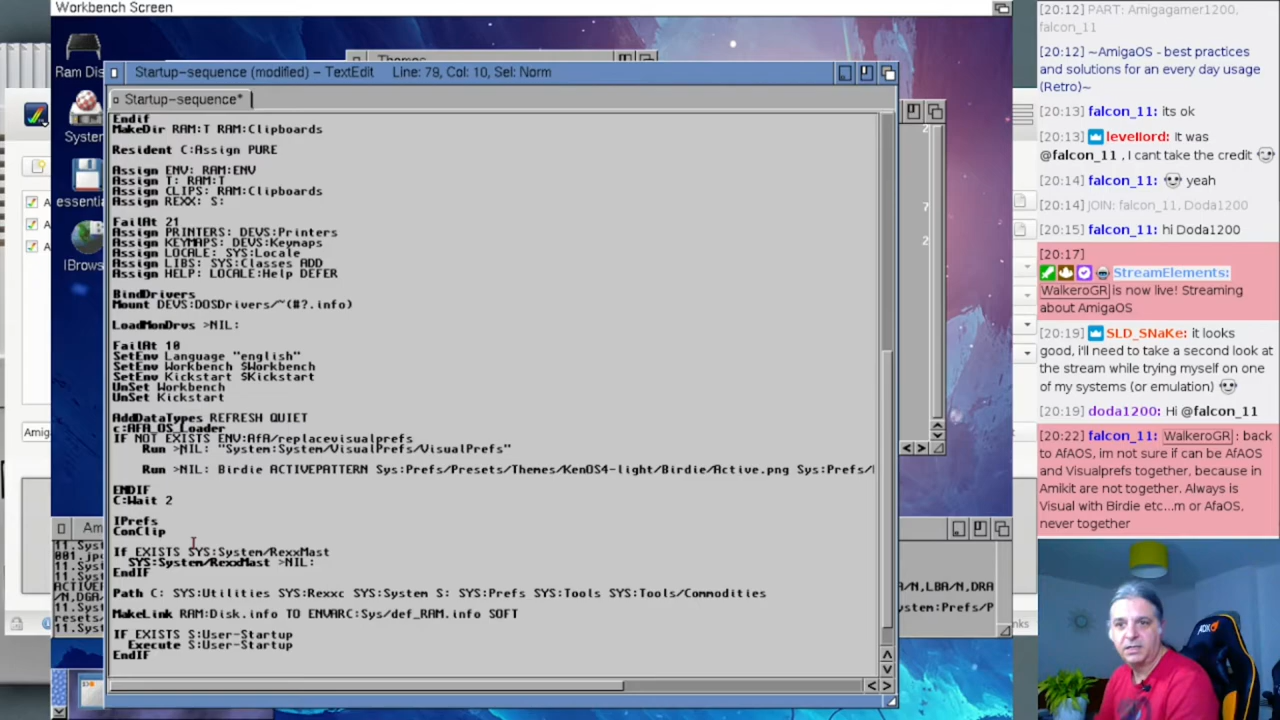 Workbench Screen
Ram Dis
System
essentia
IBrows
Startup-sequence (modified) – TextEdit Line: 79, Col: 10, Sel: Norm
Startup-sequence*
Endif
MakeDir RAM:T RAM:Clipboards
Resident C:Assign PURE
Assign ENV: RAM:ENV
Assign T: RAM:T
Assign CLIPS: RAM:Clipboards
Assign REXX: S:
FailAt 21
Assign PRINTERS: DEVS:Printers
Assign KEYMAPS: DEVS:Keymaps
Assign LOCALE: SYS:Locale
Assign LIBS: SYS:Classes ADD
Assign HELP: LOCALE:Help DEFER
BindDrivers
Mount DEVS:DOSDrivers/~(#?.info)
LoadMonDrvs >NIL:
FailAt 10
SetEnv Language "english"
SetEnv Workbench $Workbench
SetEnv Kickstart $Kickstart
UnSet Workbench
UnSet Kickstart
AddDataTypes REFRESH QUIET
c:AFA_OS_Loader
IF NOT EXISTS ENV:AfA/replacevisualprefs
Run >NIL: "System:System/VisualPrefs/VisualPrefs"
Run >NIL: Birdie ACTIVEPATTERN Sys:Prefs/Presets/Themes/KenOS4-light/Birdie/Active.png Sys:Prefs/
ENDIF
C:Wait 2
IPrefs
ConClip
If EXISTS SYS:System/RexxMast
SYS:System/RexxMast >NIL:
EndIF
Path C: SYS:Utilities SYS:Rexxc SYS:System S: SYS:Prefs SYS:Tools SYS:Tools/Commodities
MakeLink RAM:Disk.info TO ENVARC:Sys/def_RAM.info SOFT
IF EXISTS S:User-Startup
Execute S:User-Startup
EndIF
[20:12] PART: Amigagamer1200,
falcon_11
[20:12] ~AmigaOS - best practices
and solutions for an every day usage
(Retro)~
[20:13] falcon_11: its ok
[20:13] levellord: It was
@falcon_11 , I cant take the credit
[20:14] falcon_11: yeah
[20:14] JOIN: falcon_11, Doda1200
[20:15] falcon_11: hi Doda1200
[20:17]
StreamElements:
WalkeroGR is now live! Streaming
about AmigaOS
[20:19] SLD_SNaKe: it looks
good, i'll need to take a second look at
the stream while trying myself on one
of my systems (or emulation)
[20:19] doda1200: Hi @falcon_11
[20:22] falcon_11: WalkeroGR: back
to AfaOS, im not sure if can be AfAOS
and Visualprefs together, because in
Amikit are not together. Always is
Visual with Birdie etc...m or AfaOS,
never together